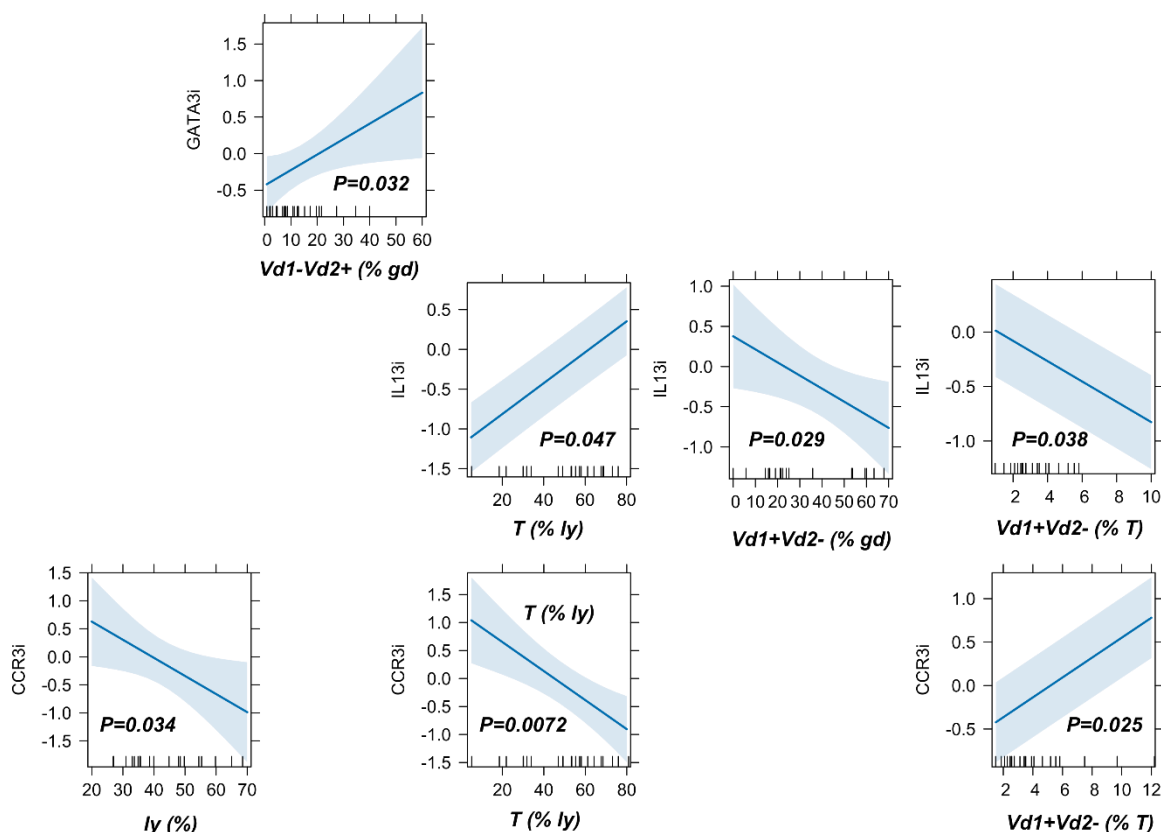 1.5
1.0
0.5
0.0
-0.5
GATA3i
P=0.032
0 10 20 30 40 50 60
Vd1-Vd2+ (% gd)
0.5
0.0
-0.5
-1.0
-1.5
IL13i
P=0.047
20 40 60 80
T (% ly)
1.0
0.5
0.0
-0.5
-1.0
IL13i
P=0.029
0 10 20 30 40 50 60 70
Vd1+Vd2- (% gd)
0.0
-0.5
-1.0
IL13i
P=0.038
2 4 6 8 10
Vd1+Vd2- (% T)
1.5
1.0
0.5
0.0
-0.5
-1.0
-1.5
CCR3i
P=0.034
20 30 40 50 60 70
ly (%)
1.5
1.0
0.5
0.0
-0.5
-1.0
-1.5
CCR3i
T (% ly)
P=0.0072
20 40 60 80
T (% ly)
1.0
0.5
0.0
-0.5
CCR3i
P=0.025
2 4 6 8 10 12
Vd1+Vd2- (% T)